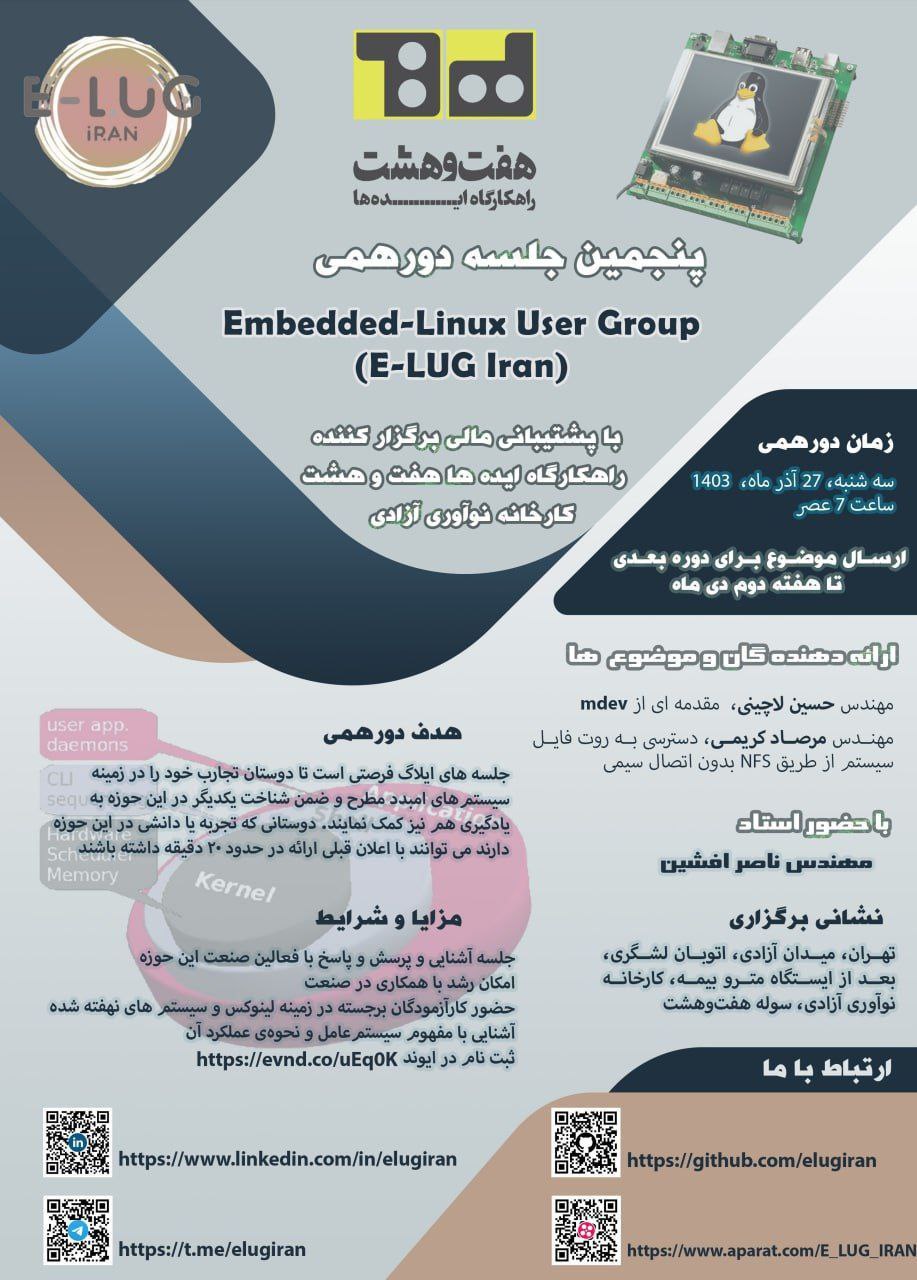 E-LUG
iRAN
هفت‌وهشت
راهکارگاه ایــــــــده‌ها
پنجمین جلسه دورهمی
Embedded-Linux User Group
(E-LUG Iran)
با پشتیبانی مالی برگزار کننده
راهکارگاه ایده ها هفت و هشت
کارخانه نوآوری آزادی
زمان دورهمی
سه شنبه، 27 آذر ماه، 1403
ساعت 7 عصر
ارسال موضوع برای دوره بعدی
تا هفته دوم دی ماه
ارائه دهنده گان و موضوع ها
مهندس حسین لاچینی، مقدمه ای از mdev
مهندس مرصاد کریمی، دسترسی به روت فایل
سیستم از طریق NFS بدون اتصال سیمی
با حضور استاد
مهندس ناصر افشین
نشانی برگزاری
تهران، میدان آزادی، اتوبان لشگری،
بعد از ایستگاه مترو بیمه، کارخانه
نوآوری آزادی، سوله هفت‌وهشت
هدف دورهمی
جلسه های ایلاگ فرصتی است تا دوستان تجارب خود را در زمینه
سیستم های امبدد مطرح و ضمن شناخت یکدیگر در این حوزه به
یادگیری هم نیز کمک نمایند. دوستانی که تجربه یا دانشی در این حوزه
دارند می توانند با اعلان قبلی ارائه در حدود ۲۰ دقیقه داشته باشند
user app.
daemons
CLI
Hardware
Scheduler
Memory
Application
Kernel
مزایا و شرایط
جلسه آشنایی و پرسش و پاسخ با فعالین صنعت این حوزه
امکان رشد با همکاری در صنعت
حضور کارآزمودگان برجسته در زمینه لینوکس و سیستم های نهفته شده
آشنایی با مفهوم سیستم‌عامل و نحوه‌ی عملکرد آن
ثبت نام در ایوند https://evnd.co/uEq0K
ارتباط با ما
https://www.linkedin.com/in/elugiran
https://github.com/elugiran
https://t.me/elugiran
https://www.aparat.com/E_LUG_IRAN